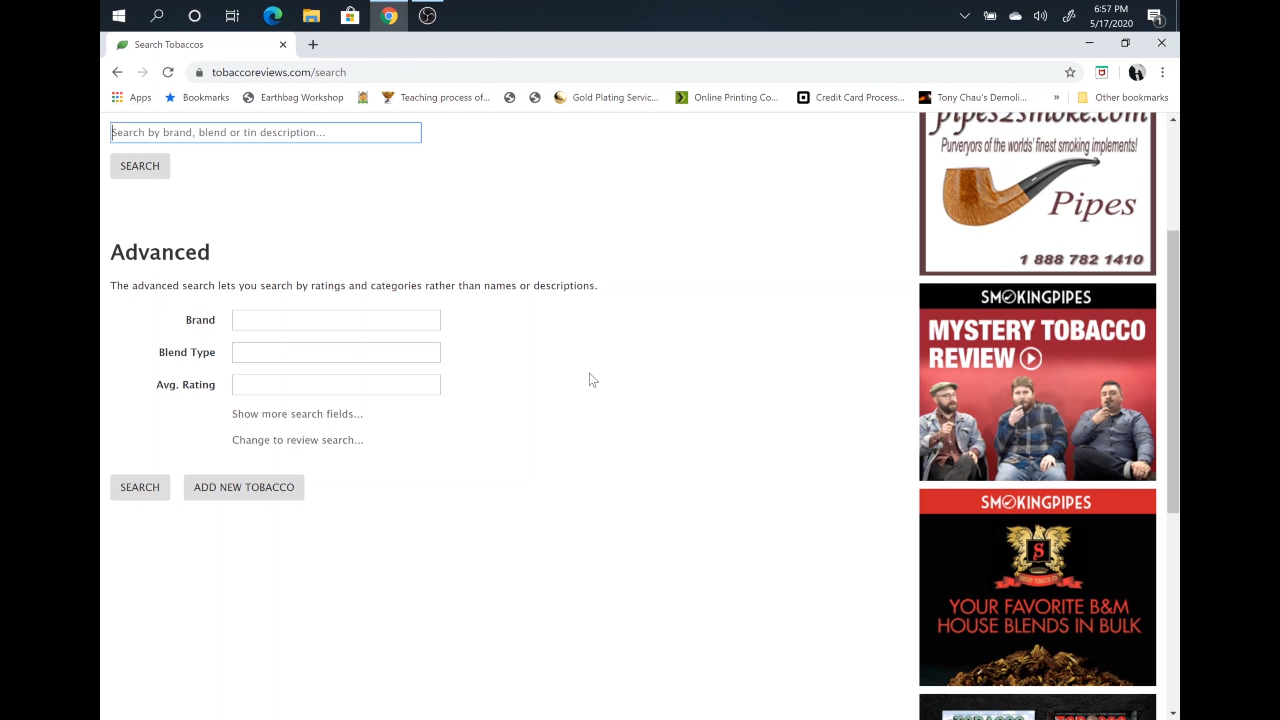 6:57 PM
5/17/2020
1
Search Tobaccos
tobaccoreviews.com/search
Apps
Bookmarks
Earthbag Workshop
Teaching process of...
Gold Plating Servic...
Online Printing Co...
Credit Card Process...
Tony Chau's Demoli...
»
Other bookmarks
Search by brand, blend or tin description...
SEARCH
Advanced
The advanced search lets you search by ratings and categories rather than names or descriptions.
Brand
Blend Type
Avg. Rating
Show more search fields...
Change to review search...
SEARCH
ADD NEW TOBACCO
pipes2smoke.com
Purveryors of the worlds' finest smoking implements!
Pipes
1 888 782 1410
SMOKINGPIPES
MYSTERY TOBACCO
REVIEW
SMOKINGPIPES
S
YOUR FAVORITE B&M
HOUSE BLENDS IN BULK